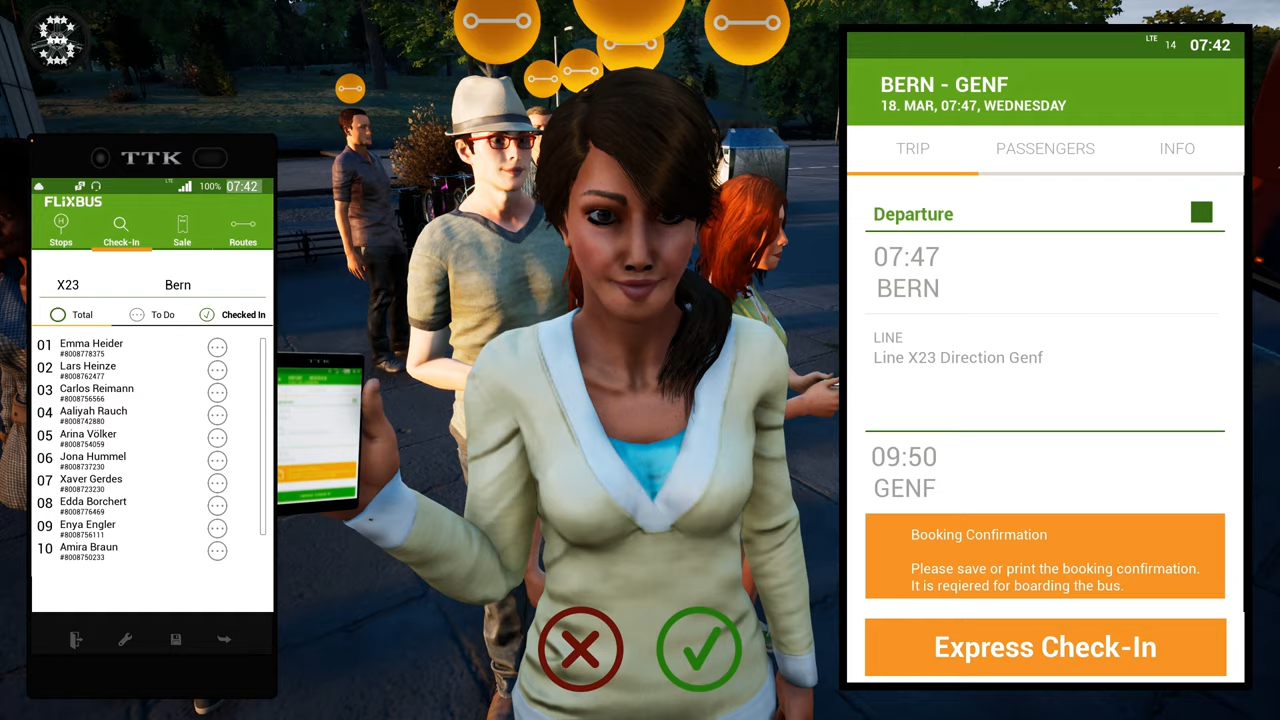 TTK
LTE
100%
07:42
FLiXBUS
H
Stops
Check-In
Sale
Routes
X23
Bern
Total
To Do
Checked In
01 Emma Heider
#8008778375
02 Lars Heinze
#8008762477
03 Carlos Reimann
#8008756566
04 Aaliyah Rauch
#8008742880
05 Arina Völker
#8008754059
06 Jona Hummel
#8008737230
07 Xaver Gerdes
#8008723230
08 Edda Borchert
#8008776469
09 Enya Engler
#8008756111
10 Amira Braun
#8008750233
TTK
LTE
14
07:42
BERN - GENF
18. MAR, 07:47, WEDNESDAY
TRIP
PASSENGERS
INFO
Departure
07:47
BERN
LINE
Line X23 Direction Genf
09:50
GENF
Booking Confirmation
Please save or print the booking confirmation.
It is reqiered for boarding the bus.
Express Check-In